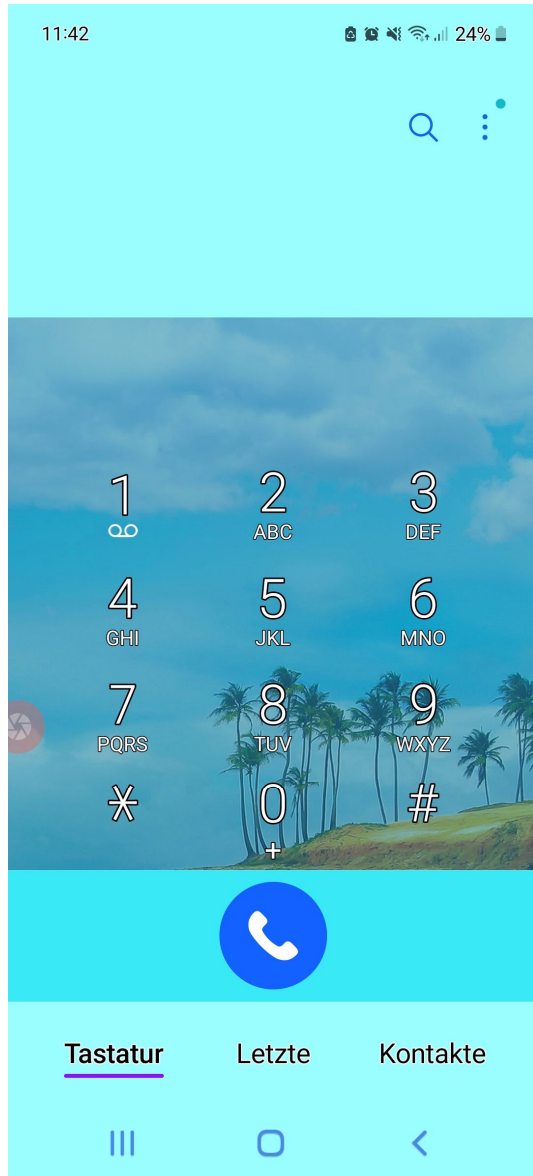 11:42 24%
1 2 3
ABC DEF
4 5 6
GHI JKL MNO
7 8 9
PQRS TUV WXYZ
* 0 #
+
Tastatur Letzte Kontakte